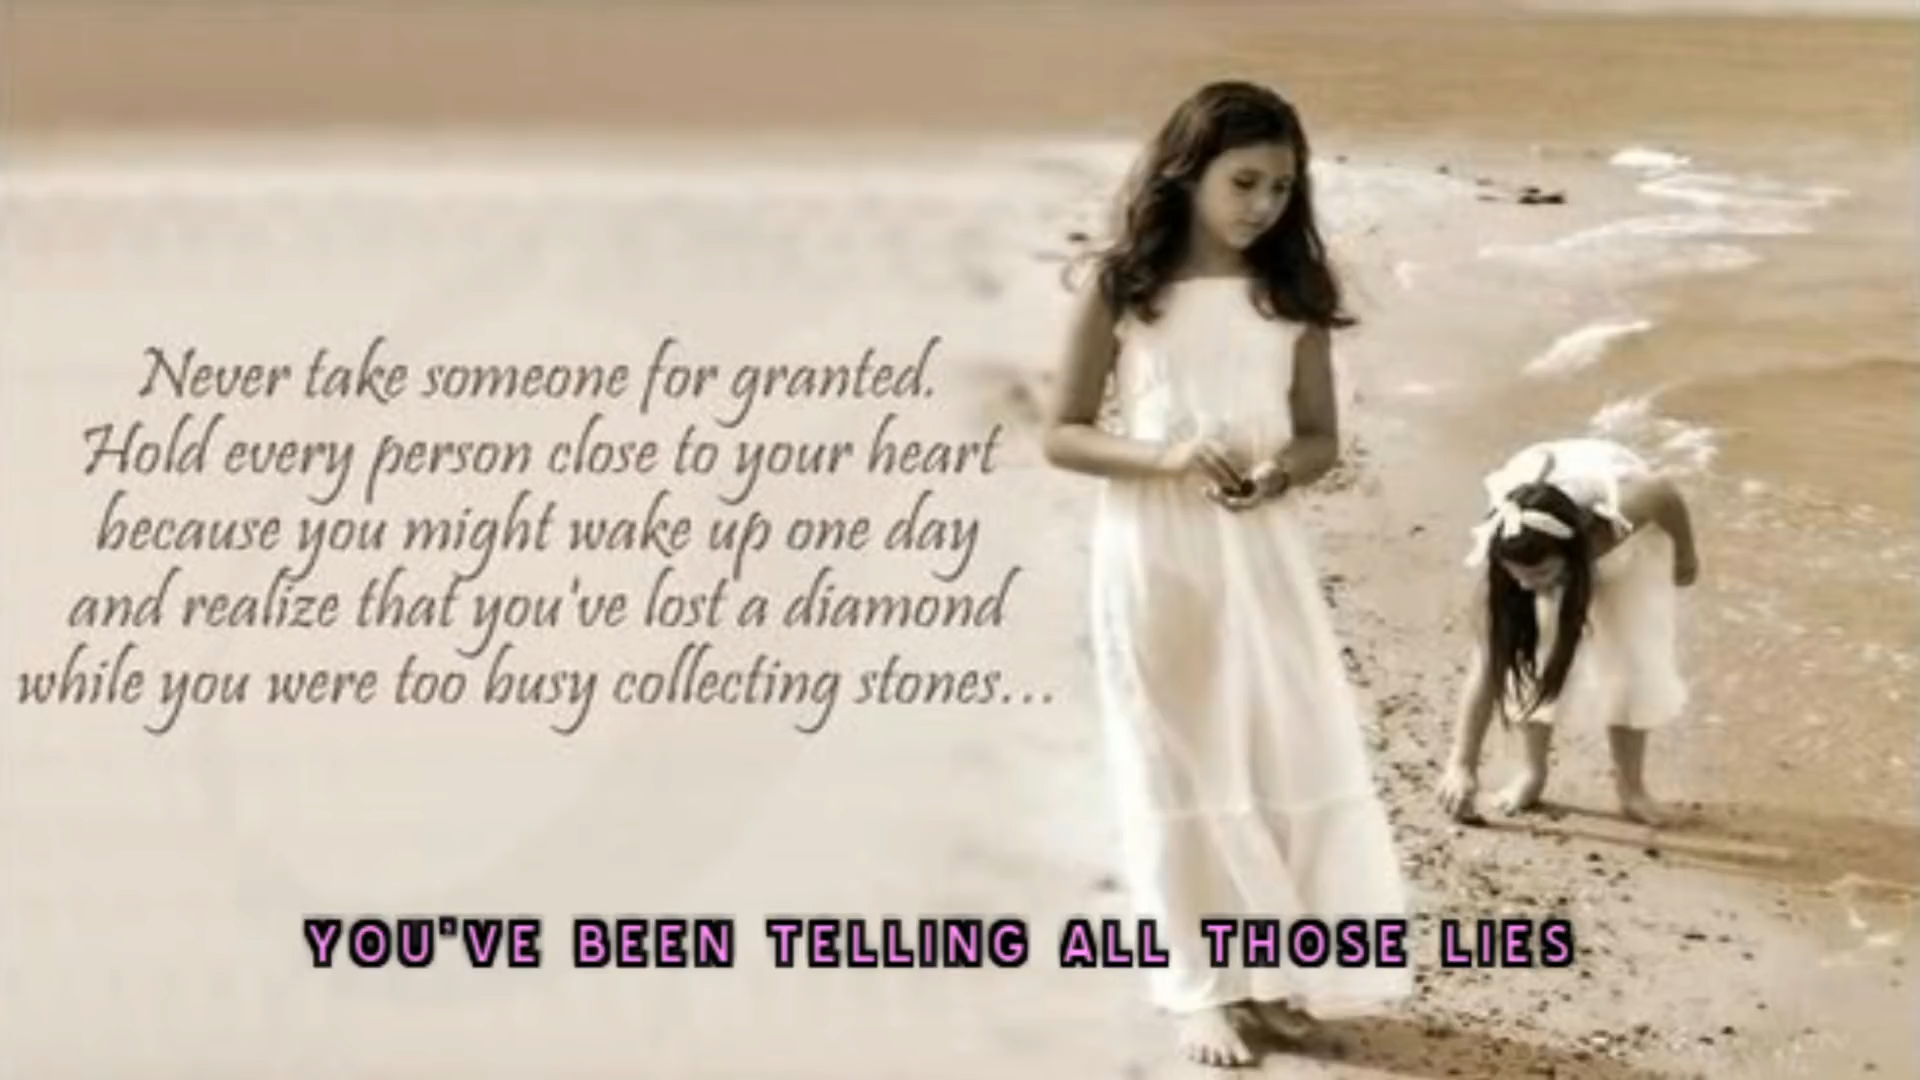 Never take someone for granted.
Hold every person close to your heart
because you might wake up one day
and realize that you've lost a diamond
while you were too busy collecting stones...
YOU'VE BEEN TELLING ALL THOSE LIES